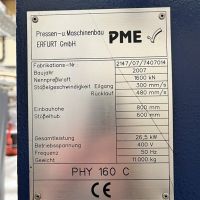 Pressen-u. Maschinenbau
ERFURT GmbH
PME
Fabrikations-Nr. 2147/07/7407014
Baujahr 2007
Nennpreßkraft 1600 kN
Stößelgeschwindigkeit Eilgang 300 mm/s
Rücklauf 480 mm/s
Einbauhöhe 800 mm
Stößelhub 600 mm
Gesamtleistung 26,5 kW
Betriebsspannung 400 V
Frequenz 50 Hz
Gewicht 11.000 kg
PHY 160 C
CE